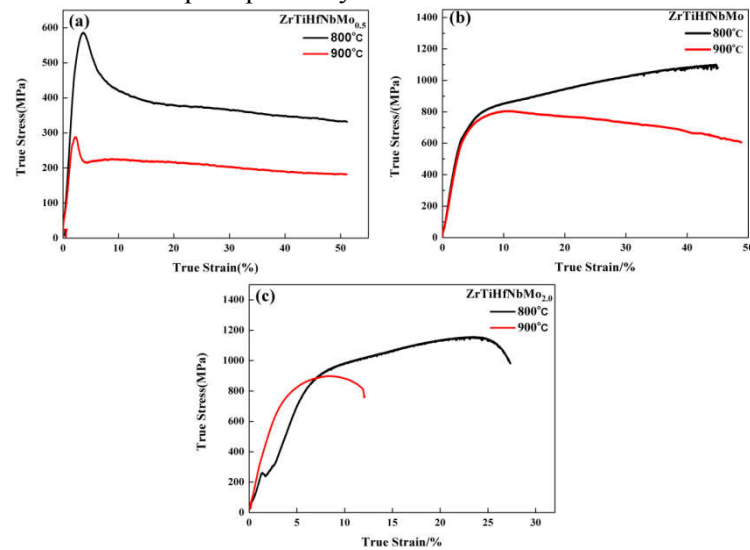 (a) ZrTiHfNbMo0.5
800°C
900°C
True Stress(MPa)
600
500
400
300
200
100
0
0 10 20 30 40 50
True Strain(%)
(b) ZrTiHfNbMo
800°C
900°C
True Stress/(MPa)
1400
1200
1000
800
600
400
200
0
0 10 20 30 40 50
True Strain/%
(c) ZrTiHfNbMo2.0
800°C
900°C
True Stress(MPa)
1400
1200
1000
800
600
400
200
0
0 5 10 15 20 25 30
True Strain/%